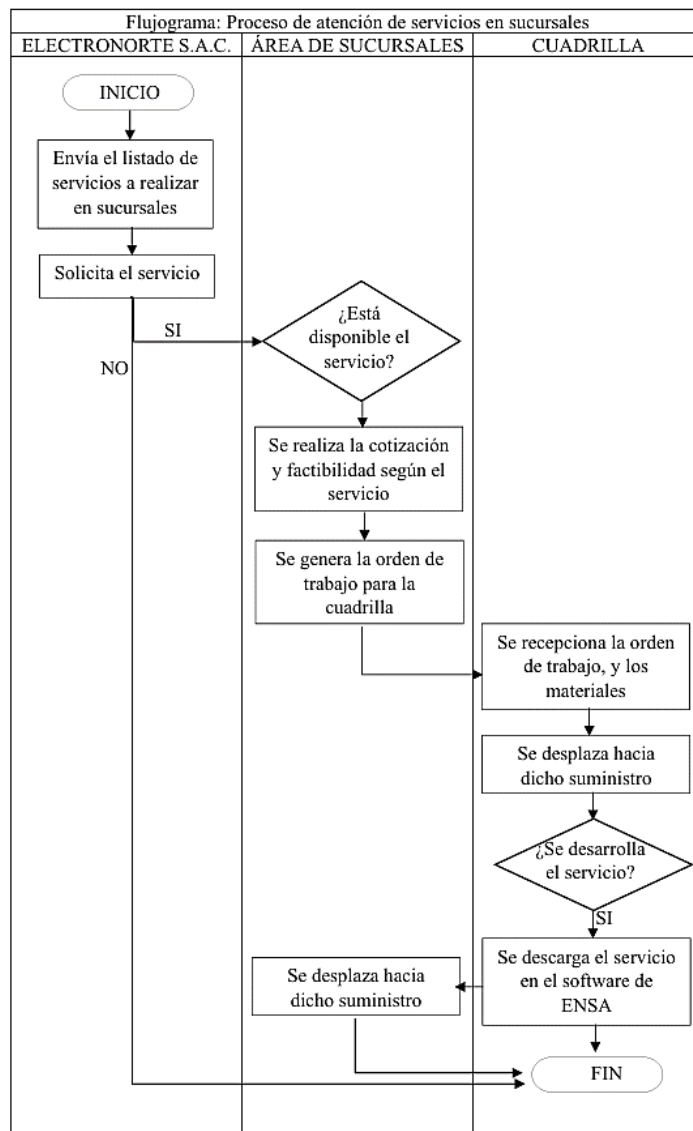 Flujograma: Proceso de atención de servicios en sucursales
ELECTRONORTE S.A.C.
ÁREA DE SUCURSALES
CUADRILLA
INICIO
Envía el listado de
servicios a realizar
en sucursales
Solicita el servicio
SI
NO
¿Está
disponible el
servicio?
Se realiza la cotización
y factibilidad según el
servicio
Se genera la orden de
trabajo para la
cuadrilla
Se recepciona la orden
de trabajo, y los
materiales
Se desplaza hacia
dicho suministro
¿Se desarrolla
el servicio?
SI
Se descarga el servicio
en el software de
ENSA
Se desplaza hacia
dicho suministro
FIN